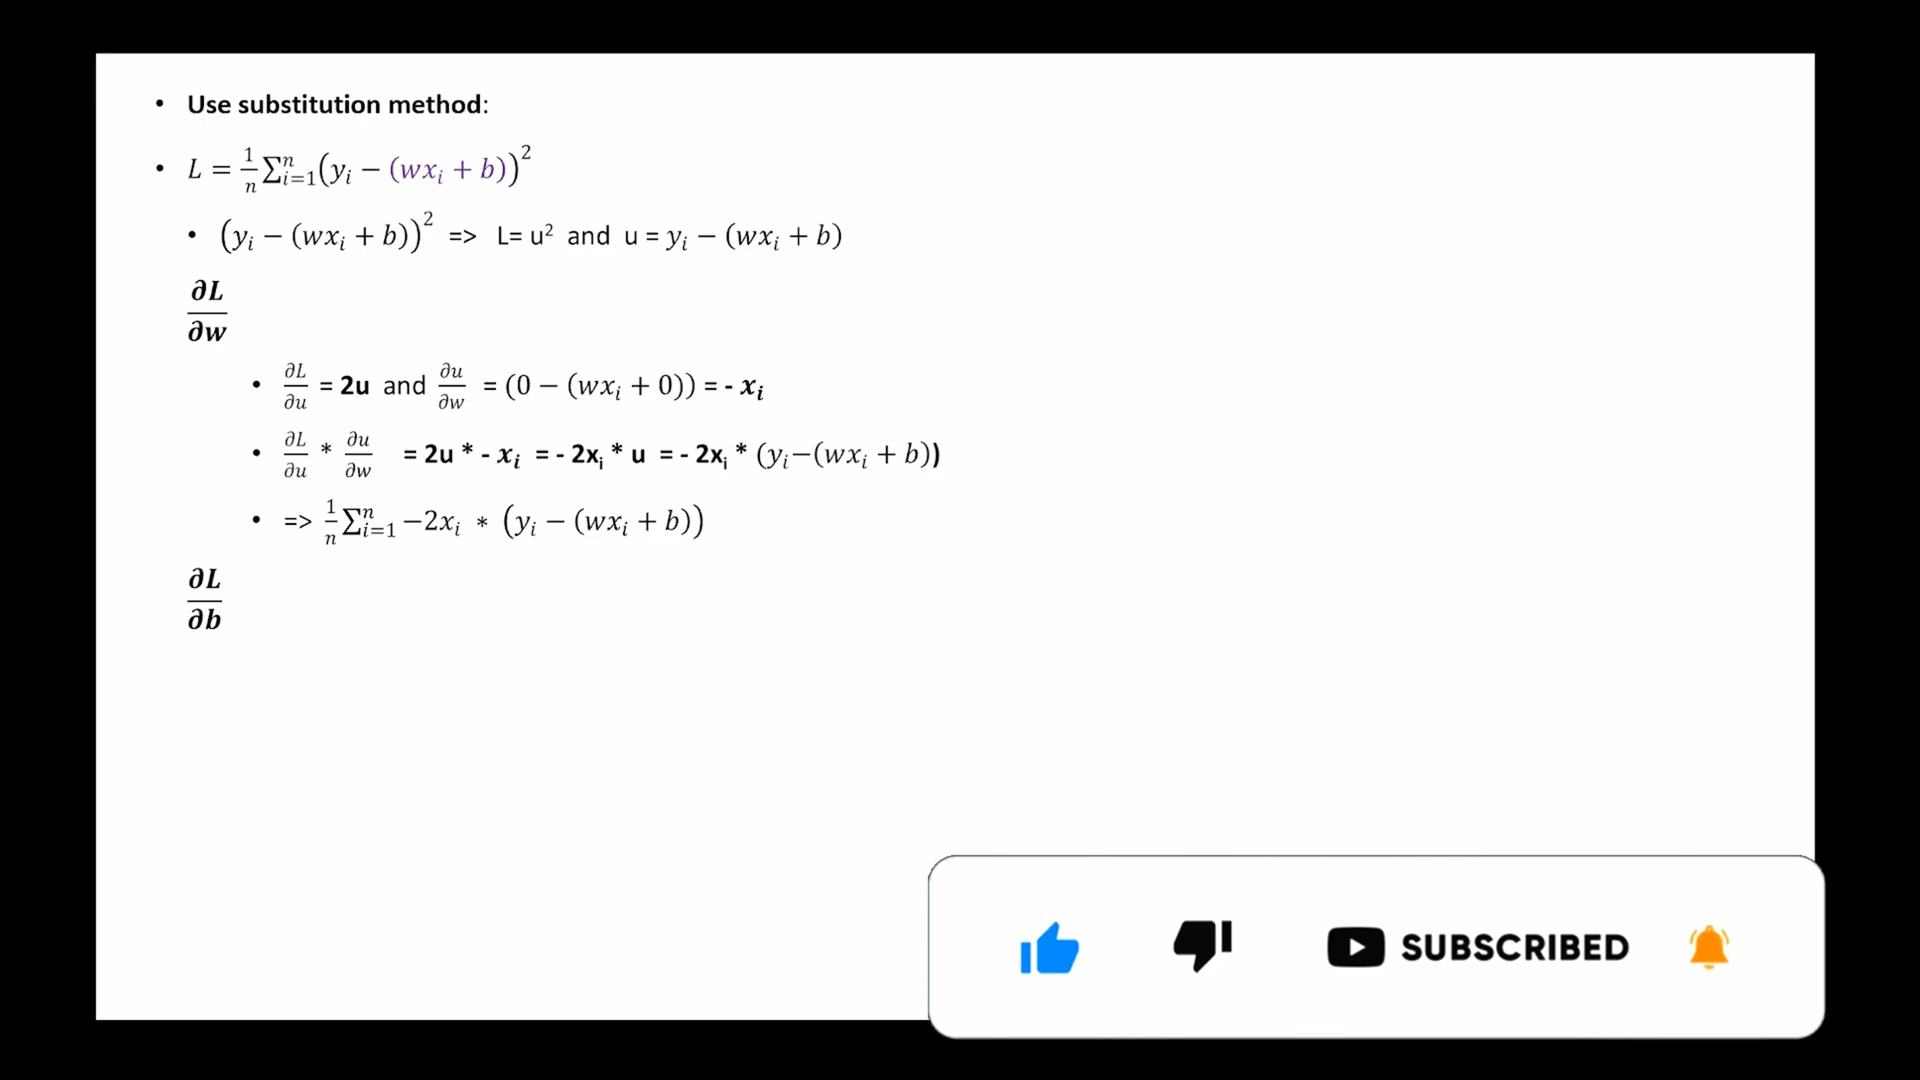 • Use substitution method:
• L = 1/n ∑ⁿᵢ₌₁ (yᵢ − (wxᵢ + b))²
• (yᵢ − (wxᵢ + b))² => L= u² and u = yᵢ − (wxᵢ + b)
∂L/∂w
• ∂L/∂u = 2u and ∂u/∂w = (0 − (wxᵢ + 0)) = - xᵢ
• ∂L/∂u * ∂u/∂w = 2u * - xᵢ = - 2xᵢ * u = - 2xᵢ * (yᵢ−(wxᵢ + b))
• => 1/n ∑ⁿᵢ₌₁ −2xᵢ ∗ (yᵢ − (wxᵢ + b))
∂L/∂b
SUBSCRIBED